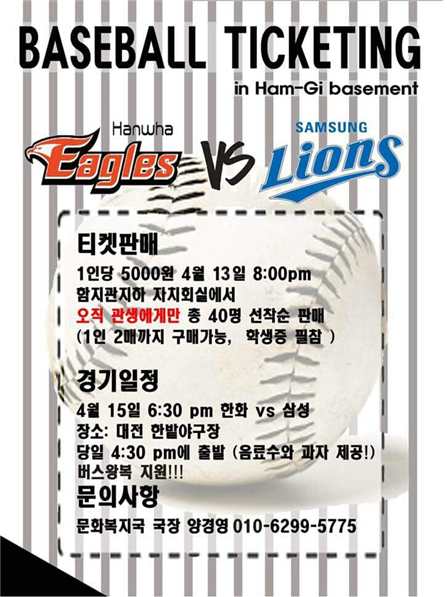 BASEBALL TICKETING
in Ham-Gi basement
Hanwha
Eagles
VS
SAMSUNG
Lions
티켓판매
1인당 5000원 4월 13일 8:00pm
함지관지하 자치회실에서
오직 관생에게만 총 40명 선착순 판매
(1인 2매까지 구매가능, 학생증 필참 )
경기일정
4월 15일 6:30 pm 한화 vs 삼성
장소: 대전 한밭야구장
당일 4:30 pm에 출발 (음료수와 과자 제공!)
버스왕복 지원!!!
문의사항
문화복지국 국장 양경영 010-6299-5775